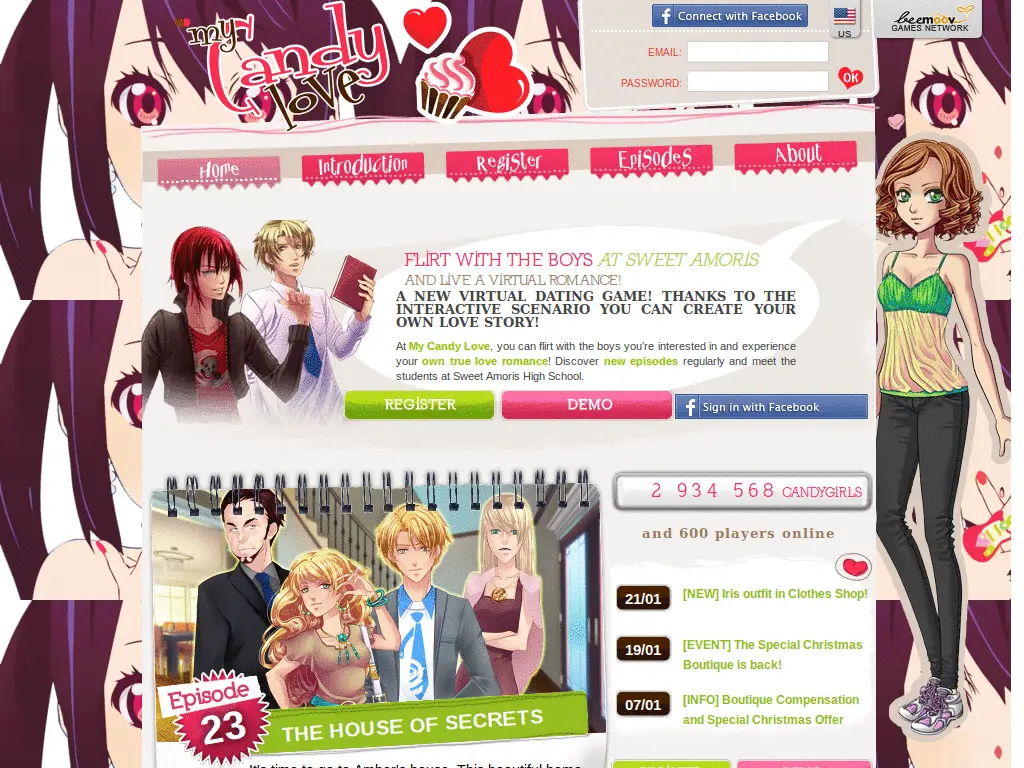 my Candy love
Connect with Facebook
US
beemoov
GAMES NETWORK
EMAIL:
PASSWORD:
OK
Home
Introduction
Register
Episodes
About
FLIRT WITH THE BOYS AT SWEET AMORIS
AND LIVE A VIRTUAL ROMANCE!
A NEW VIRTUAL DATING GAME! THANKS TO THE
INTERACTIVE SCENARIO YOU CAN CREATE YOUR
OWN LOVE STORY!
At My Candy Love, you can flirt with the boys you're interested in and experience
your own true love romance! Discover new episodes regularly and meet the
students at Sweet Amoris High School.
REGISTER
DEMO
Sign in with Facebook
2 934 568 CANDYGIRLS
and 600 players online
21/01
[NEW] Iris outfit in Clothes Shop!
19/01
[EVENT] The Special Christmas
Boutique is back!
07/01
[INFO] Boutique Compensation
and Special Christmas Offer
Episode
23
THE HOUSE OF SECRETS
It's time to go to Amber's house. This beautiful home
REGISTER
DEMO